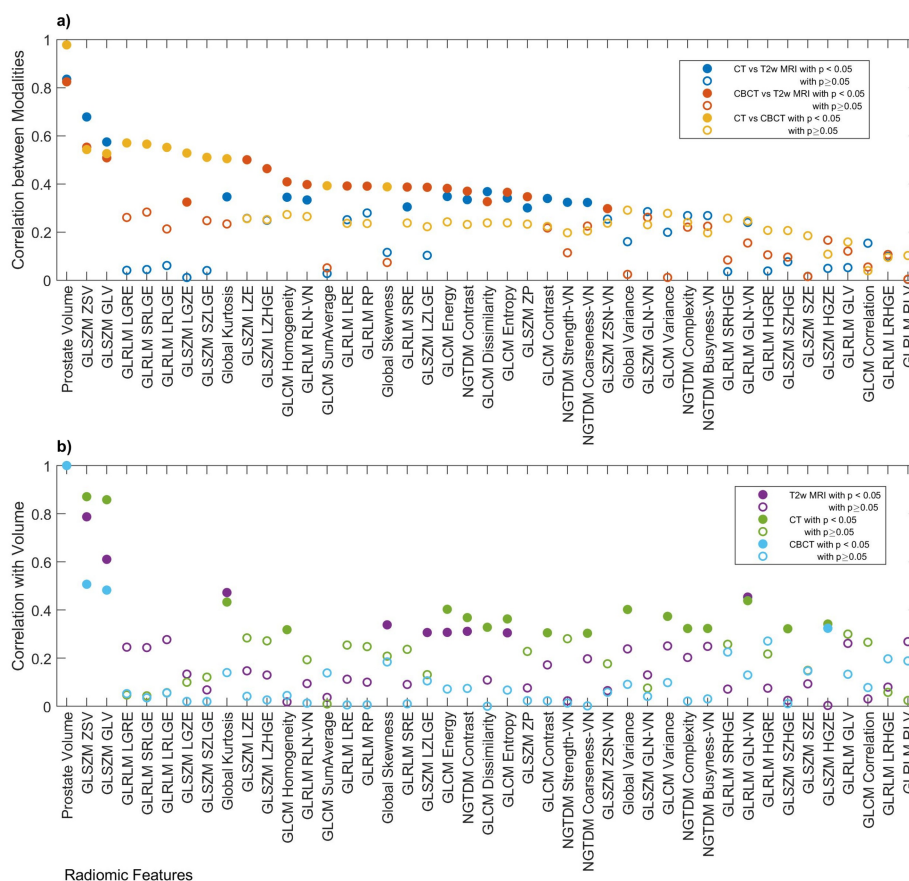 a)
1
0.8
0.6
0.4
0.2
0
Correlation between Modalities
CT vs T2w MRI with p < 0.05
with p≥0.05
CBCT vs T2w MRI with p < 0.05
with p≥0.05
CT vs CBCT with p < 0.05
with p≥0.05
Prostate Volume
GLSZM ZSV
GLSZM GLV
GLRLM LGRE
GLRLM SRLGE
GLRLM LRLGE
GLSZM LGZE
GLSZM SZLGE
Global Kurtosis
GLSZM LZE
GLSZM LZHGE
GLCM Homogeneity
GLRLM RLN-VN
GLCM SumAverage
GLRLM LRE
GLRLM RP
Global Skewness
GLRLM SRE
GLSZM LZLGE
GLCM Energy
NGTDM Contrast
GLCM Dissimilarity
GLCM Entropy
GLSZM ZP
GLCM Contrast
NGTDM Strength-VN
NGTDM Coarseness-VN
GLSZM ZSN-VN
Global Variance
GLSZM GLN-VN
GLCM Variance
NGTDM Complexity
NGTDM Busyness-VN
GLRLM SRHGE
GLRLM GLN-VN
GLRLM HGRE
GLSZM SZHGE
GLSZM SZE
GLSZM HGZE
GLRLM GLV
GLCM Correlation
GLRLM LRHGE
GLRLM RLV
b)
1
0.8
0.6
0.4
0.2
0
Correlation with Volume
T2w MRI with p < 0.05
with p≥0.05
CT with p < 0.05
with p≥0.05
CBCT with p < 0.05
with p≥0.05
Prostate Volume
GLSZM ZSV
GLSZM GLV
GLRLM LGRE
GLRLM SRLGE
GLRLM LRLGE
GLSZM LGZE
GLSZM SZLGE
Global Kurtosis
GLSZM LZE
GLSZM LZHGE
GLCM Homogeneity
GLRLM RLN-VN
GLCM SumAverage
GLRLM LRE
GLRLM RP
Global Skewness
GLRLM SRE
GLSZM LZLGE
GLCM Energy
NGTDM Contrast
GLCM Dissimilarity
GLCM Entropy
GLSZM ZP
GLCM Contrast
NGTDM Strength-VN
NGTDM Coarseness-VN
GLSZM ZSN-VN
Global Variance
GLSZM GLN-VN
GLCM Variance
NGTDM Complexity
NGTDM Busyness-VN
GLRLM SRHGE
GLRLM GLN-VN
GLRLM HGRE
GLSZM SZHGE
GLSZM SZE
GLSZM HGZE
GLRLM GLV
GLCM Correlation
GLRLM LRHGE
GLRLM RLV
Radiomic Features